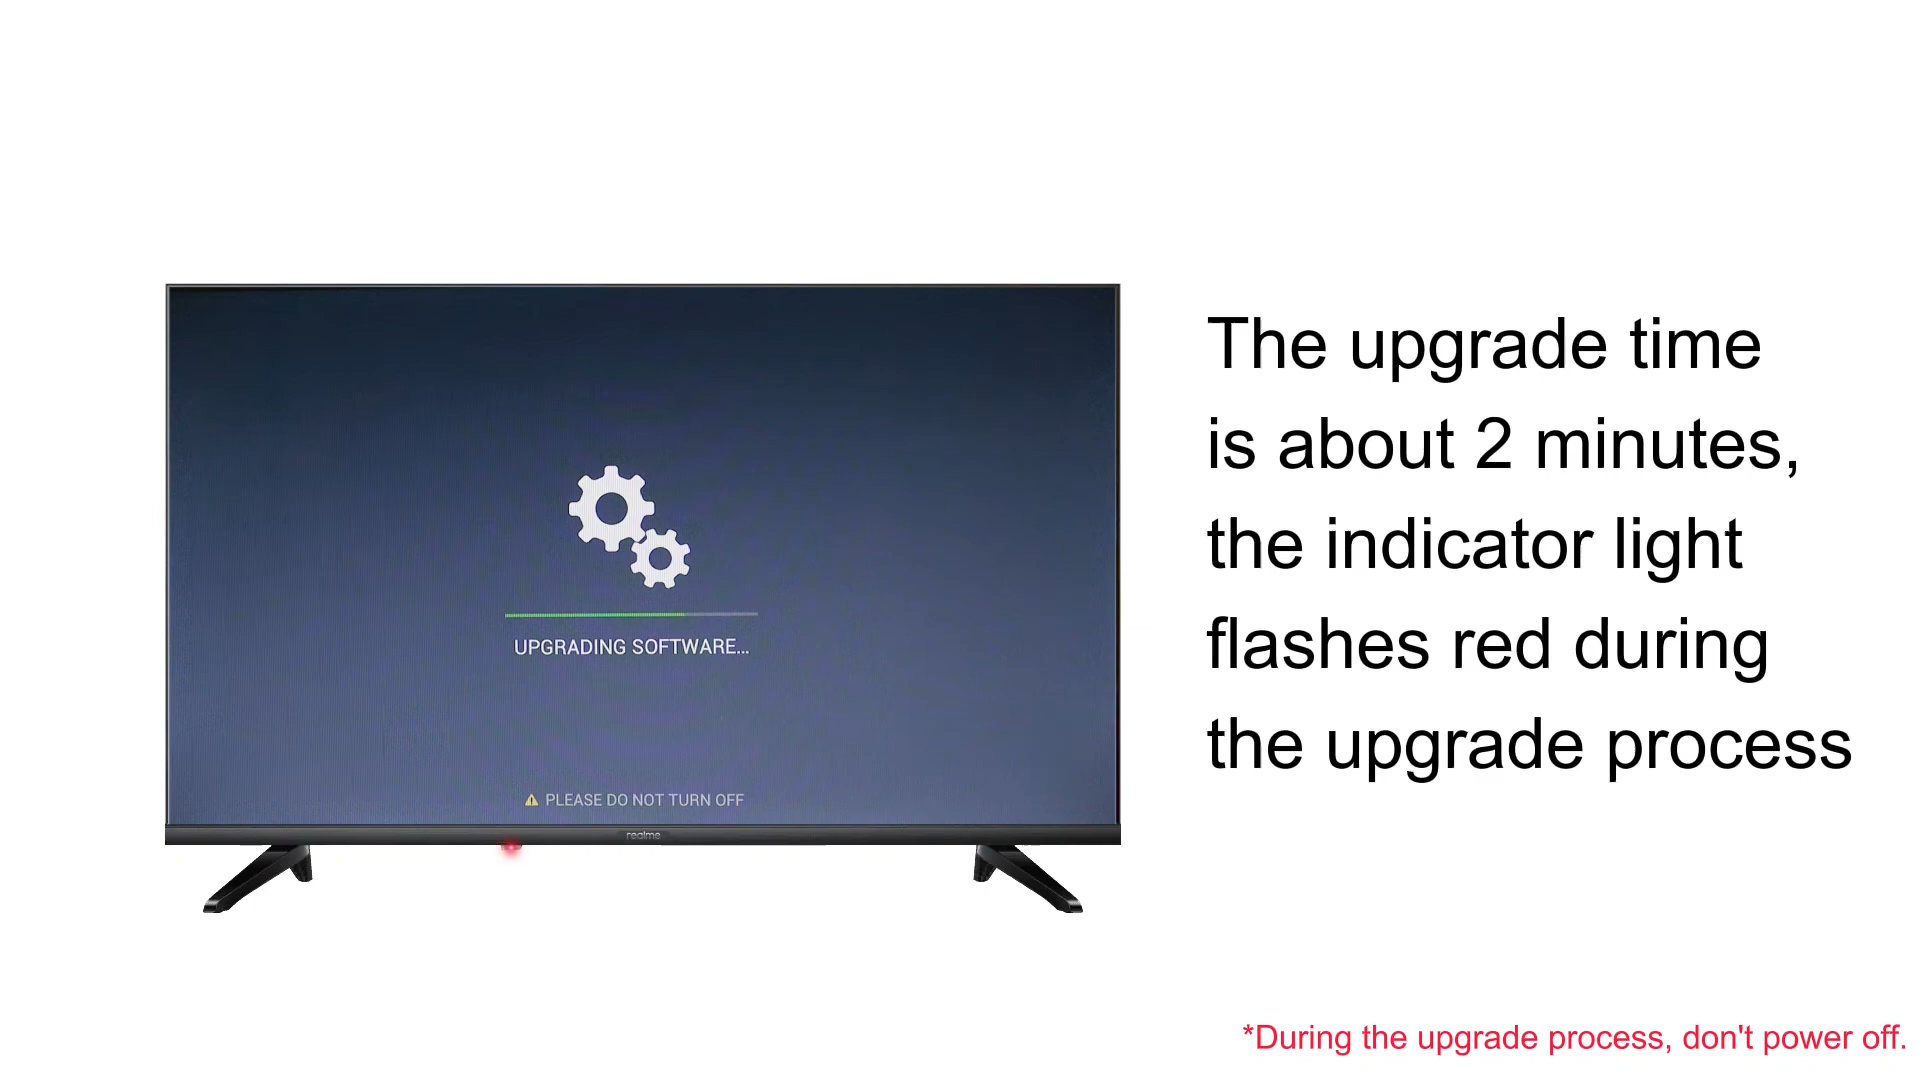 The upgrade time
is about 2 minutes,
the indicator light
flashes red during
the upgrade process
UPGRADING SOFTWARE...
PLEASE DO NOT TURN OFF
realme
*During the upgrade process, don't power off.